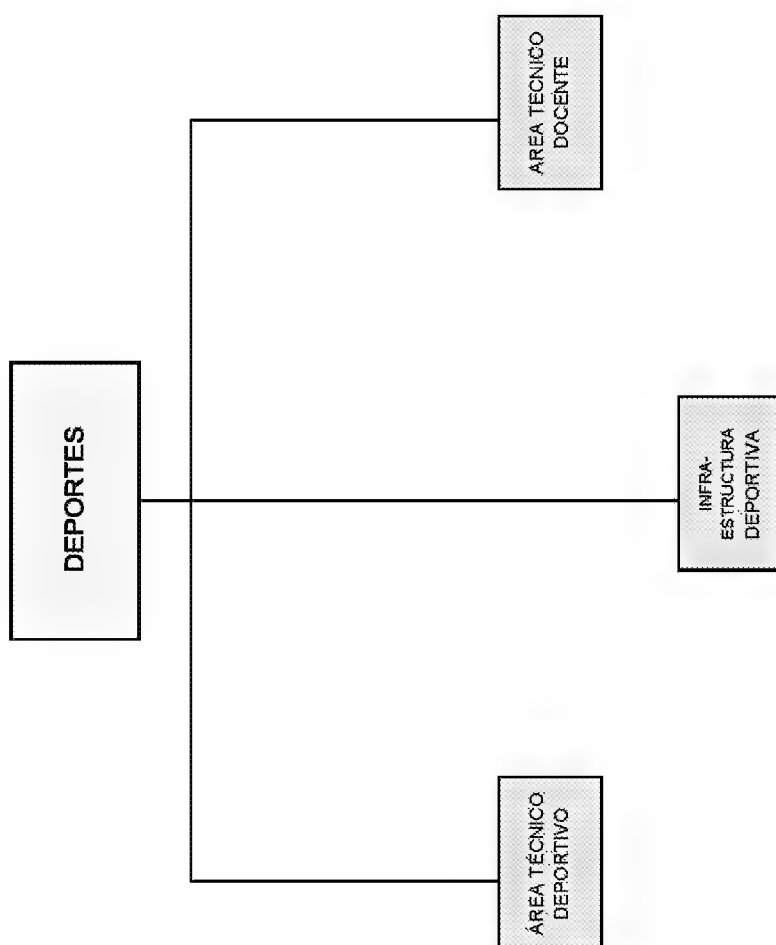 DEPORTES
ÁREA TÉCNICO
DEPORTIVO
AREA TECNICO
DOCENTE
INFRA-
ESTRUCTURA
DEPORTIVA